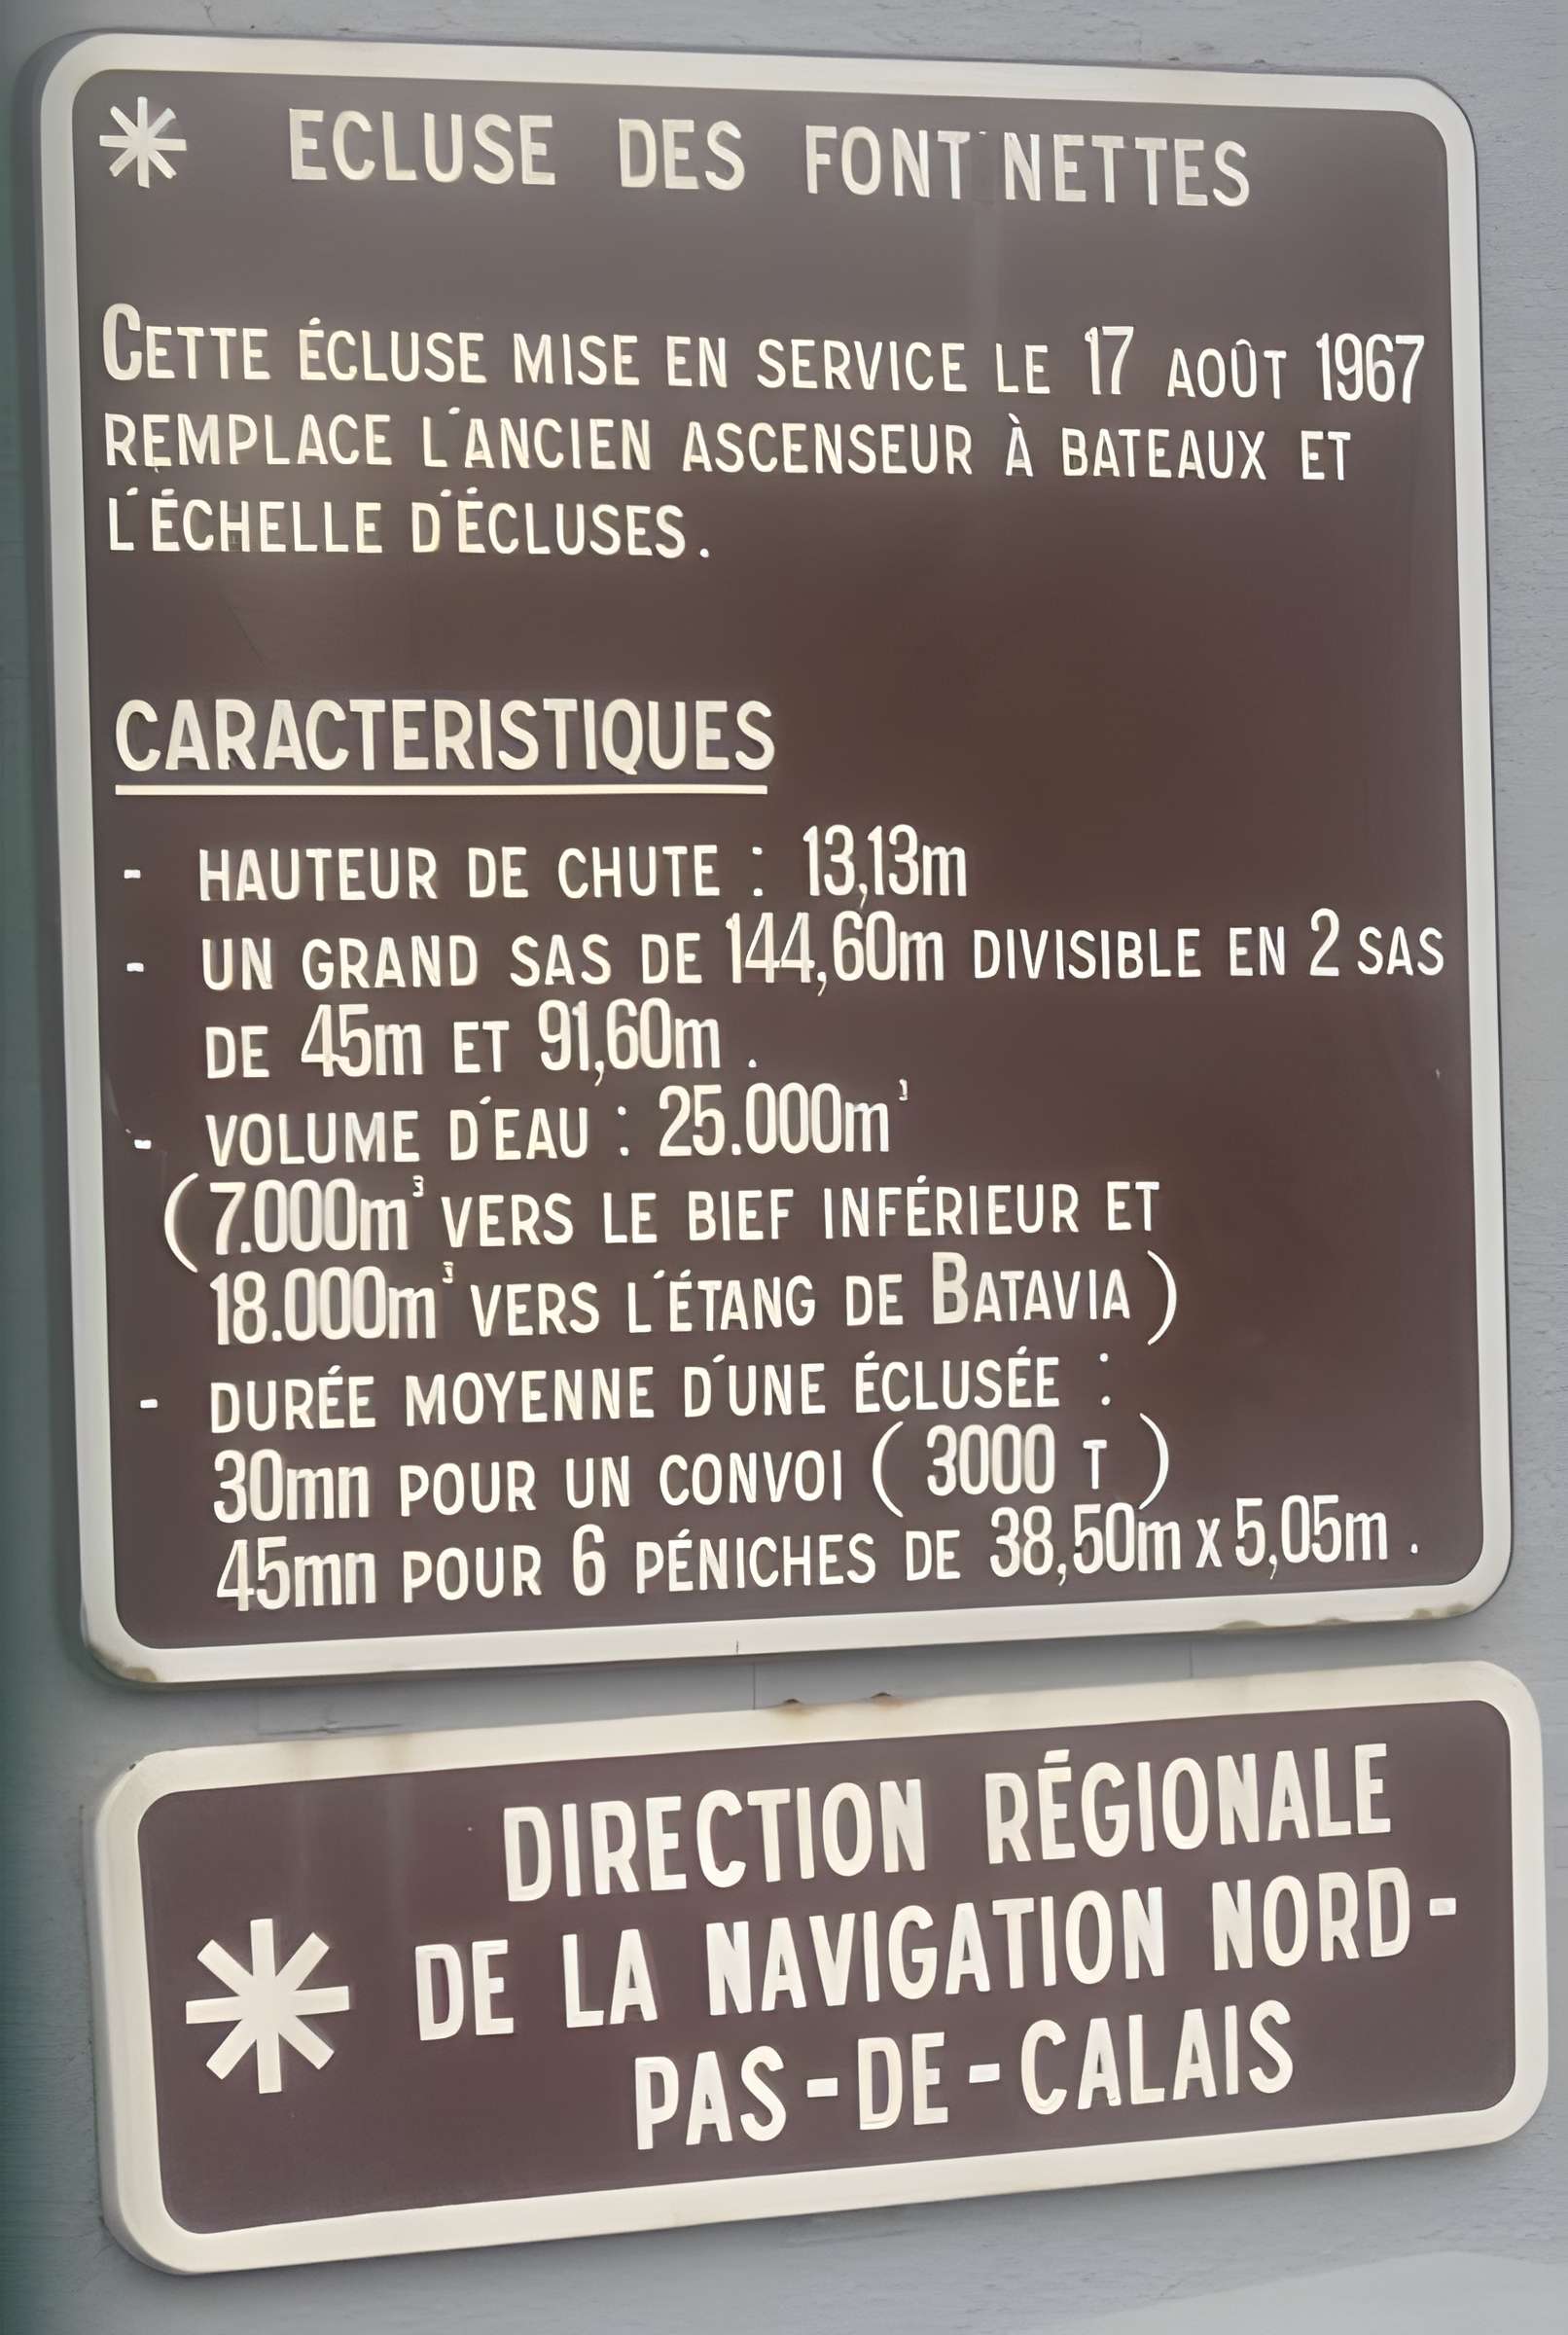 * ECLUSE DES FONT NETTES
CETTE ÉCLUSE MISE EN SERVICE LE 17 AOÛT 1967
REMPLACE L'ANCIEN ASCENSEUR À BATEAUX ET
L'ÉCHELLE D'ÉCLUSES.
CARACTERISTIQUES
- HAUTEUR DE CHUTE : 13,13m
- UN GRAND SAS DE 144,60m DIVISIBLE EN 2 SAS
DE 45m ET 91,60m.
- VOLUME D'EAU : 25.000m³
(7.000m³ VERS LE BIEF INFÉRIEUR ET
18.000m³ VERS L'ÉTANG DE BATAVIA)
- DURÉE MOYENNE D'UNE ÉCLUSÉE :
30mn POUR UN CONVOI (3000 T)
45mn POUR 6 PÉNICHES DE 38,50m x 5,05m.
DIRECTION RÉGIONALE
* DE LA NAVIGATION NORD-
PAS-DE-CALAIS